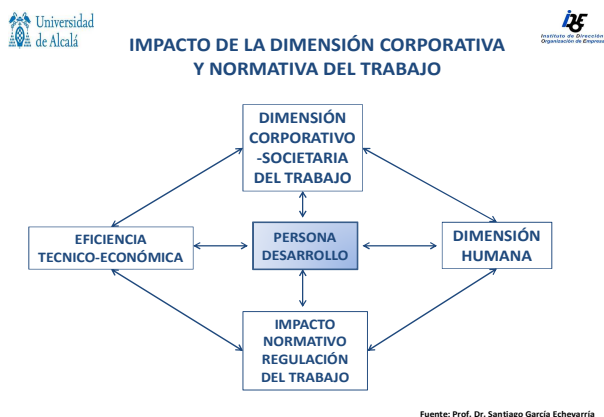 Universidad
de Alcalá
IMPACTO DE LA DIMENSIÓN CORPORATIVA
Y NORMATIVA DEL TRABAJO
Instituto de Dirección
Organización de Empresa
DIMENSIÓN
CORPORATIVO
-SOCIETARIA
DEL TRABAJO
EFICIENCIA
TECNICO-ECONÓMICA
PERSONA
DESARROLLO
DIMENSIÓN
HUMANA
IMPACTO
NORMATIVO
REGULACIÓN
DEL TRABAJO
Fuente: Prof. Dr. Santiago García Echevarría